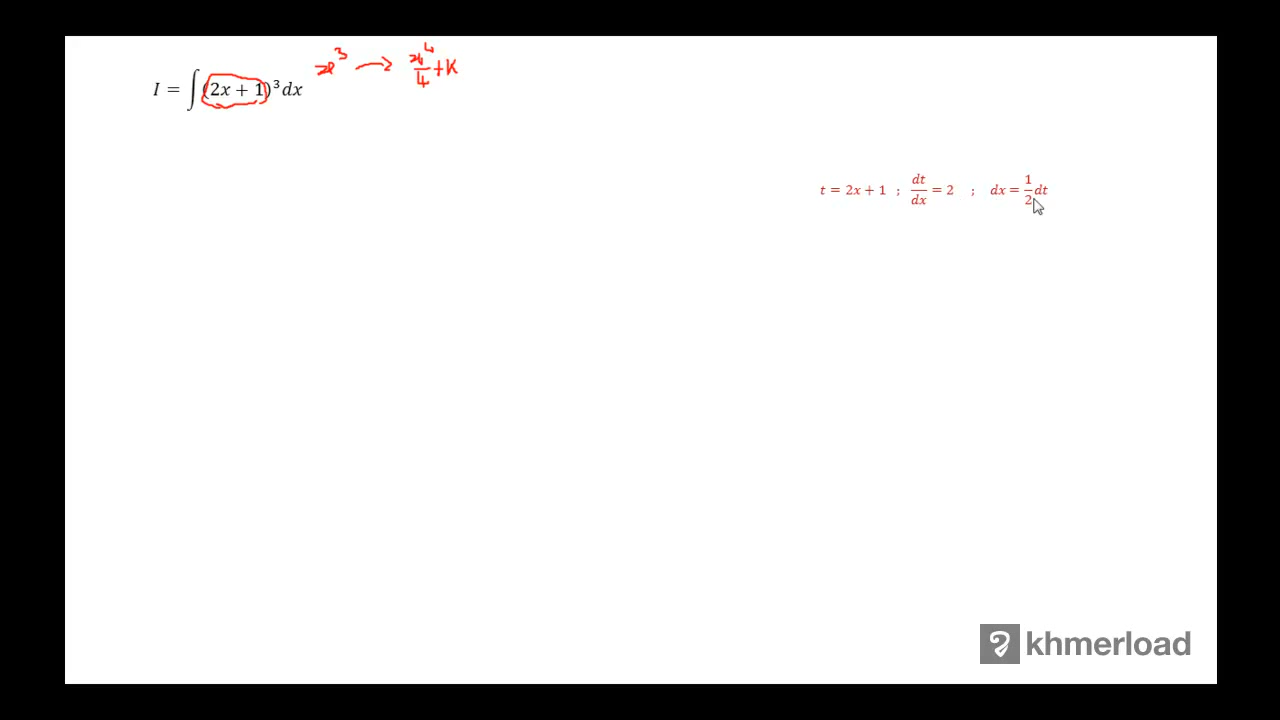 x³ → x⁴/4 + K
I = ∫(2x + 1)³dx
t = 2x + 1 ; dt/dx = 2 ; dx = 1/2 dt
khmerload